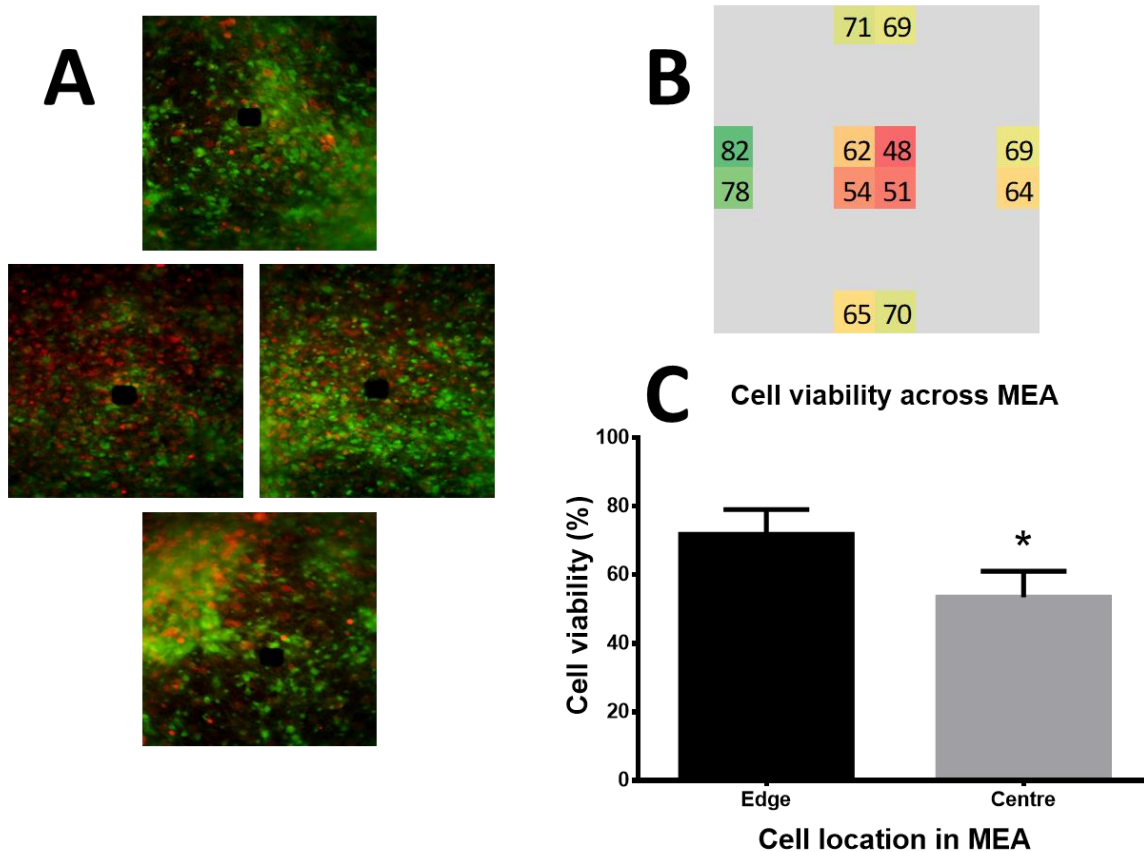 A
B
71 69
82 62 48 69
78 54 51 64
65 70
C
Cell viability across MEA
100
80
60
40
20
0
Cell viability (%)
*
Edge Centre
Cell location in MEA